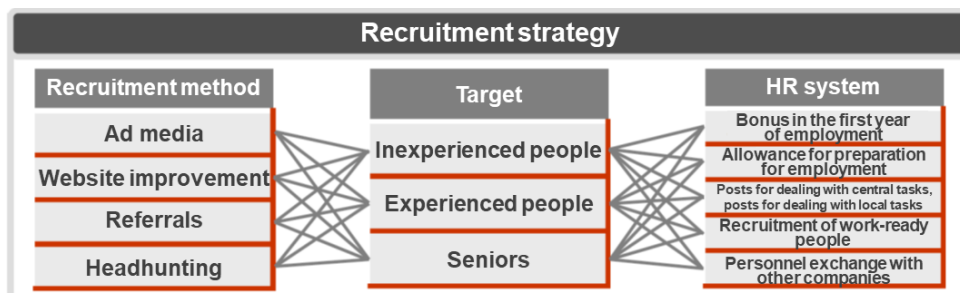 Recruitment strategy
Recruitment method
Ad media
Website improvement
Referrals
Headhunting
Target
Inexperienced people
Experienced people
Seniors
HR system
Bonus in the first year
of employment
Allowance for preparation
for employment
Posts for dealing with central tasks,
posts for dealing with local tasks
Recruitment of work-ready
people
Personnel exchange with
other companies